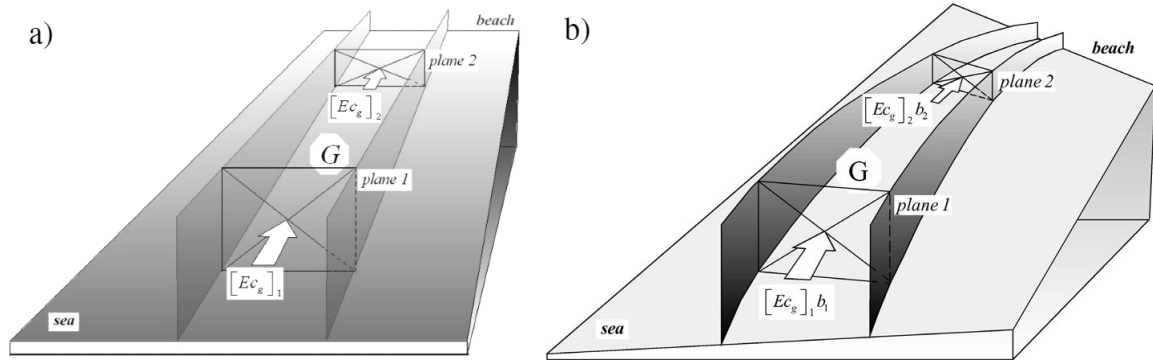 a)
beach
plane 2
[Ec_g]_2
G
plane 1
[Ec_g]_1
sea
b)
beach
plane 2
[Ec_g]_2 b_2
G
plane 1
[Ec_g]_1 b_1
sea